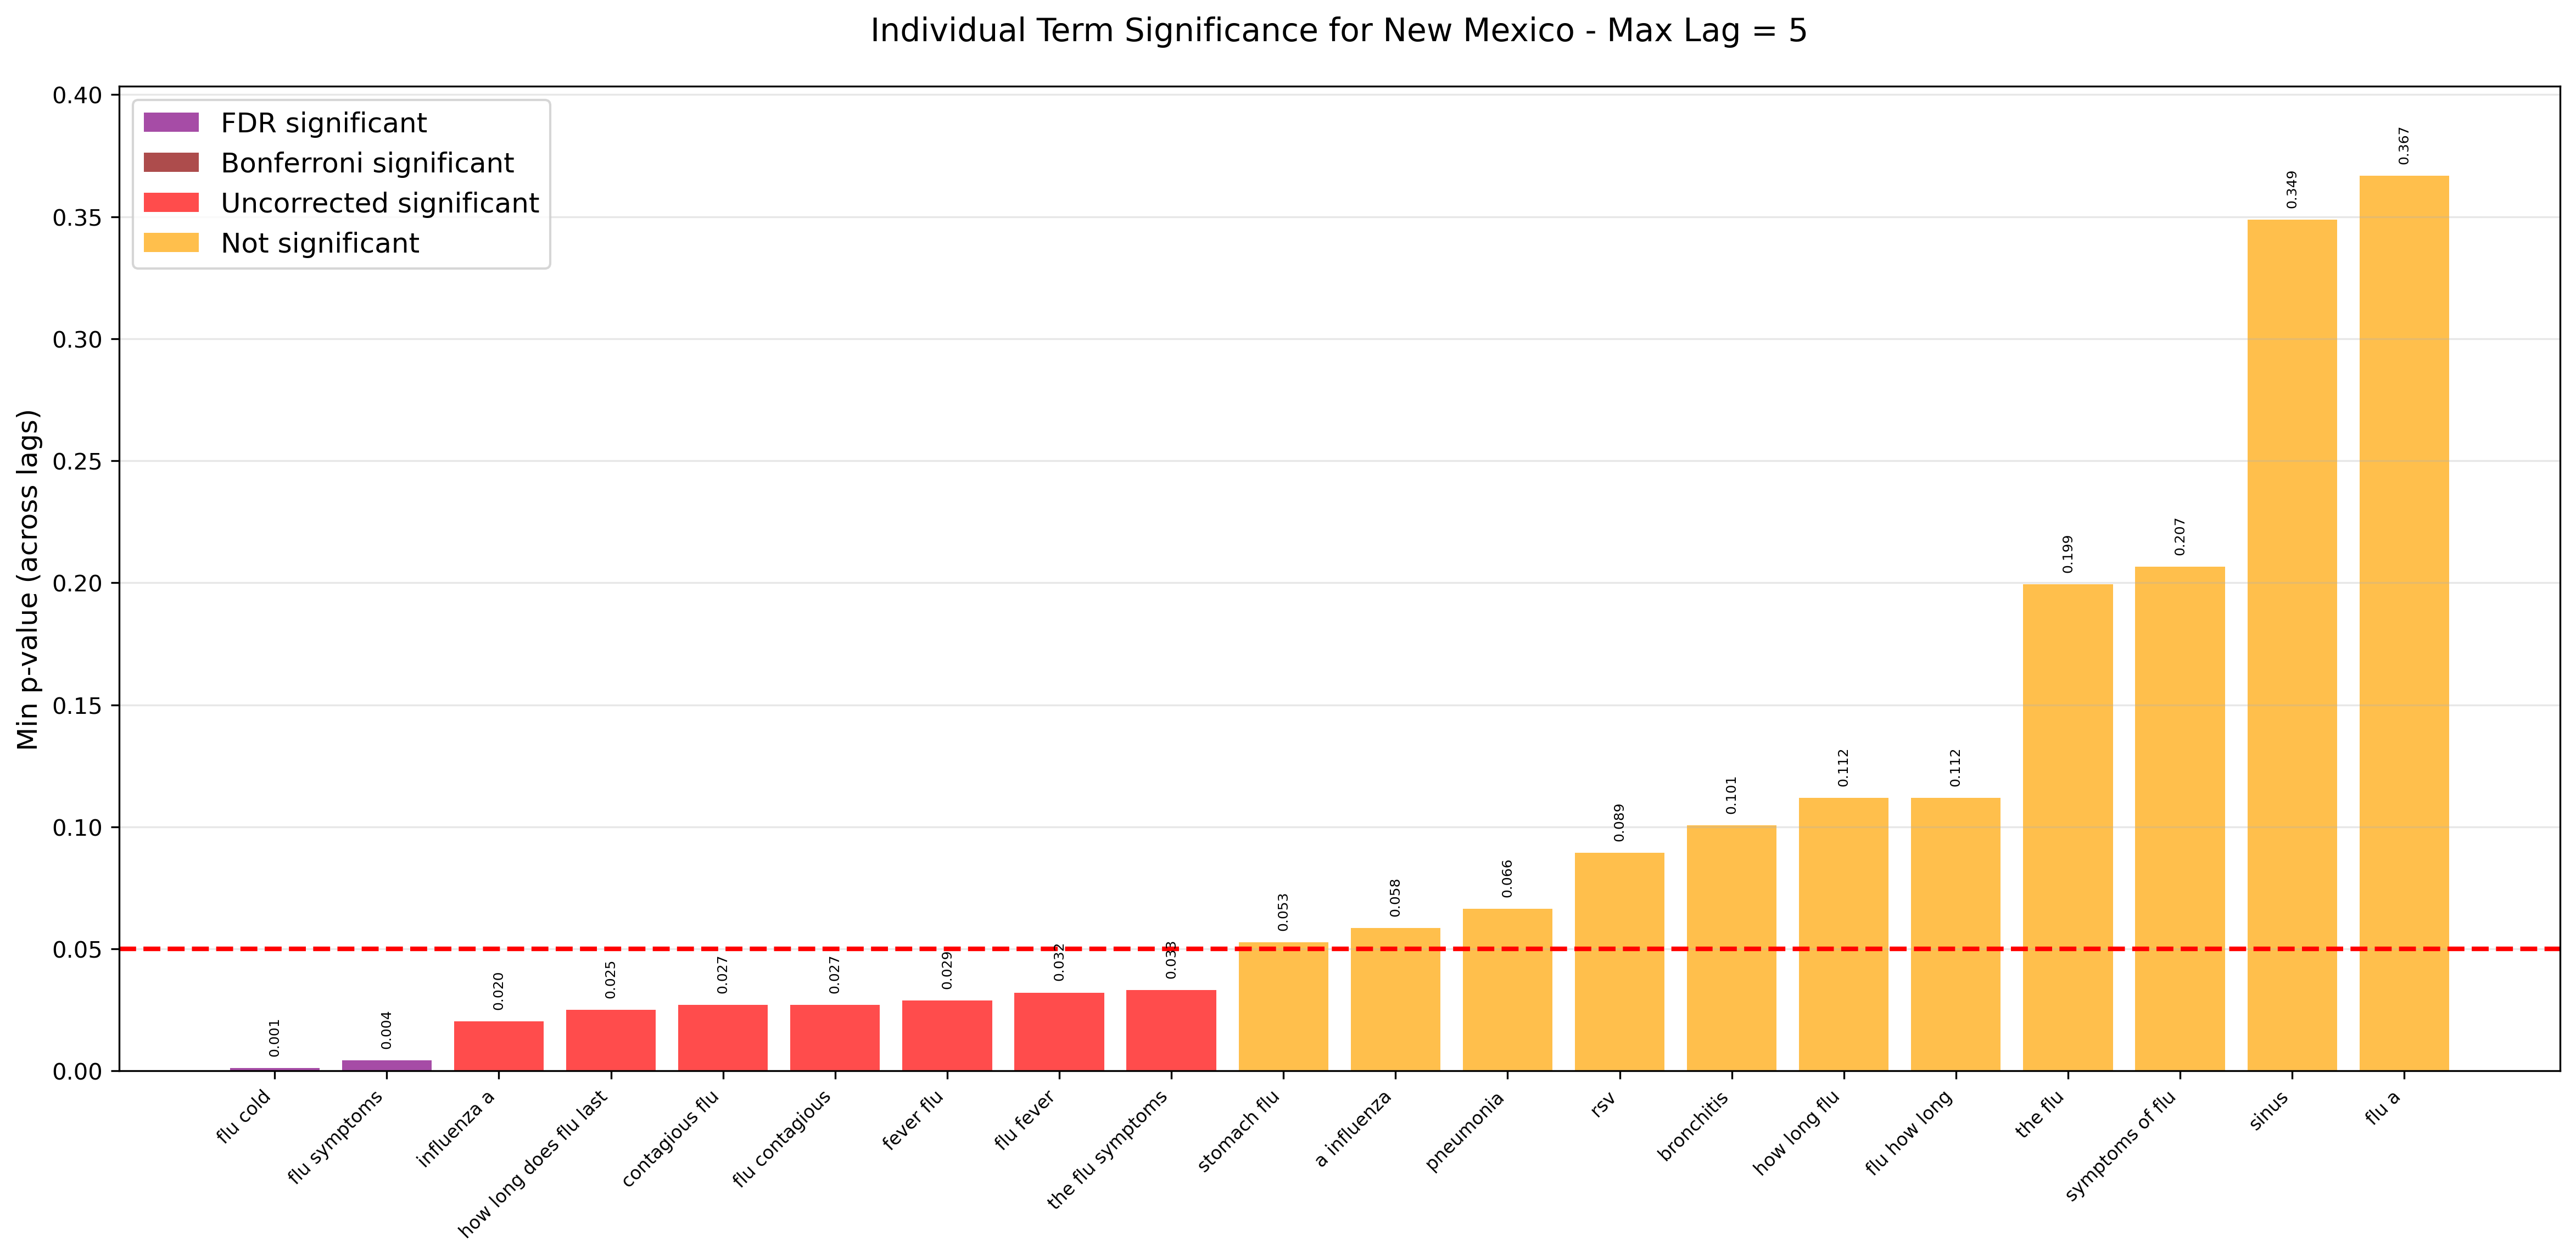 Individual Term Significance for New Mexico - Max Lag = 5
FDR significant
Bonferroni significant
Uncorrected significant
Not significant
Min p-value (across lags)
0.40
0.35
0.30
0.25
0.20
0.15
0.10
0.05
0.00
0.001
0.004
0.020
0.025
0.027
0.027
0.029
0.032
0.033
0.053
0.058
0.066
0.089
0.101
0.112
0.112
0.199
0.207
0.349
0.367
flu cold
flu symptoms
influenza a
how long does flu last
contagious flu
flu contagious
fever flu
flu fever
the flu symptoms
stomach flu
a influenza
pneumonia
rsv
bronchitis
how long flu
flu how long
the flu
symptoms of flu
sinus
flu a